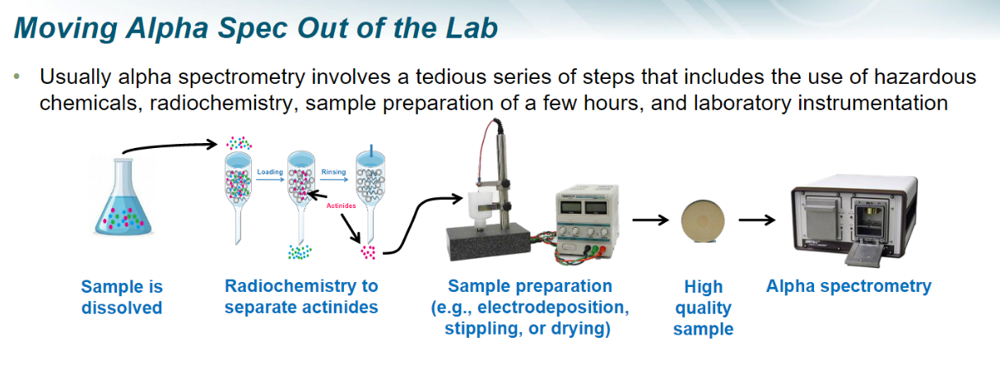 Moving Alpha Spec Out of the Lab
• Usually alpha spectrometry involves a tedious series of steps that includes the use of hazardous
chemicals, radiochemistry, sample preparation of a few hours, and laboratory instrumentation
Loading
Rinsing
Actinides
Sample is
dissolved
Radiochemistry to
separate actinides
Sample preparation
(e.g., electrodeposition,
stippling, or drying)
High
quality
sample
Alpha spectrometry